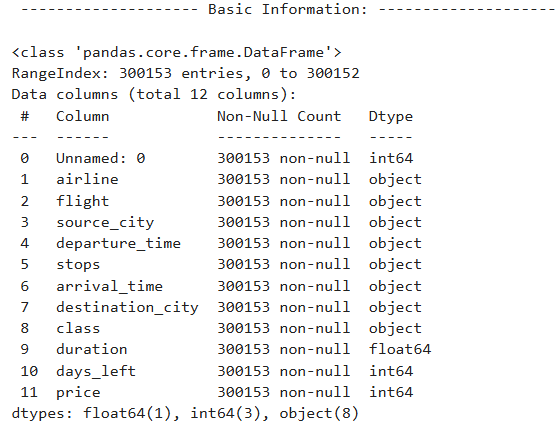 -------------------- Basic Information: --------------------
<class 'pandas.core.frame.DataFrame'>
RangeIndex: 300153 entries, 0 to 300152
Data columns (total 12 columns):
 #   Column            Non-Null Count   Dtype
---  ------            --------------   -----
 0   Unnamed: 0        300153 non-null  int64
 1   airline           300153 non-null  object
 2   flight            300153 non-null  object
 3   source_city       300153 non-null  object
 4   departure_time    300153 non-null  object
 5   stops             300153 non-null  object
 6   arrival_time      300153 non-null  object
 7   destination_city  300153 non-null  object
 8   class             300153 non-null  object
 9   duration          300153 non-null  float64
 10  days_left         300153 non-null  int64
 11  price             300153 non-null  int64
dtypes: float64(1), int64(3), object(8)